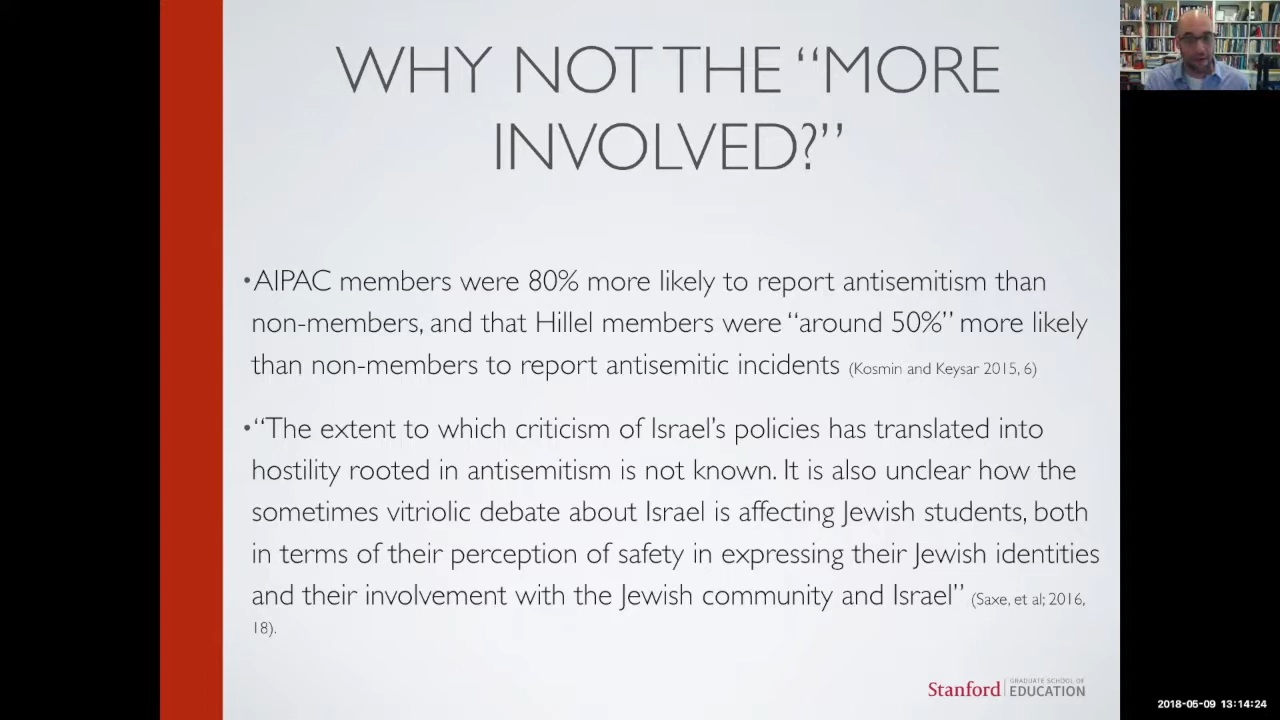 WHY NOT THE “MORE
INVOLVED?”
•AIPAC members were 80% more likely to report antisemitism than
non-members, and that Hillel members were “around 50%” more likely
than non-members to report antisemitic incidents (Kosmin and Keysar 2015, 6)
•“The extent to which criticism of Israel’s policies has translated into
hostility rooted in antisemitism is not known. It is also unclear how the
sometimes vitriolic debate about Israel is affecting Jewish students, both
in terms of their perception of safety in expressing their Jewish identities
and their involvement with the Jewish community and Israel” (Saxe, et al; 2016,
18).
Stanford GRADUATE SCHOOL OF
EDUCATION
2018-05-09 13:14:24